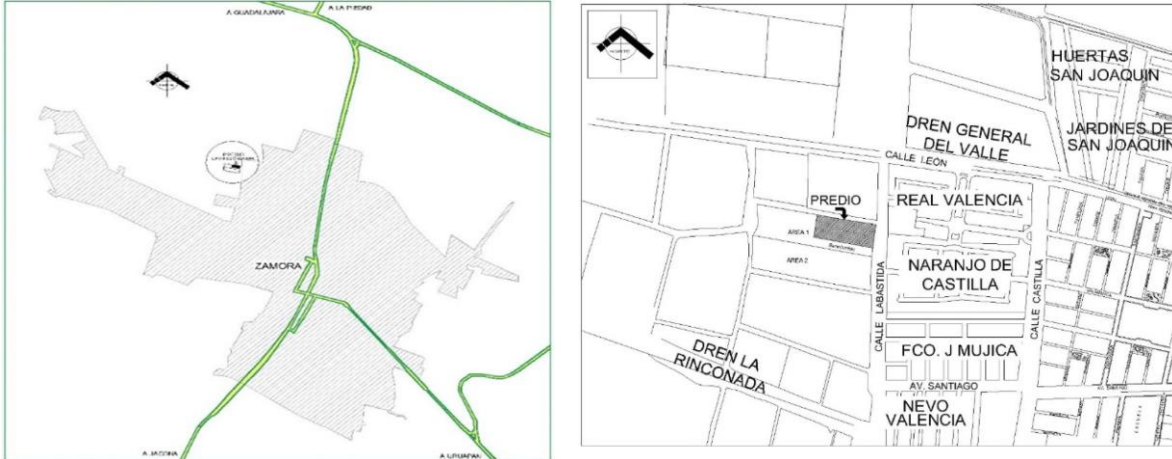 A GUADALAJARA
A LA PIEDAD
ZAMORA
A JACONA
A URUAPAN
HUERTAS
SAN JOAQUIN
DREN GENERAL
DEL VALLE
JARDINES DE
SAN JOAQUIN
CALLE LEON
PREDIO
REAL VALENCIA
AREA 1
AREA 2
NARANJO DE
CASTILLA
CALLE LABASTIDA
CALLE CASTILLA
DREN LA
RINCONADA
FCO. J MUJICA
AV. SANTIAGO
NEVO
VALENCIA